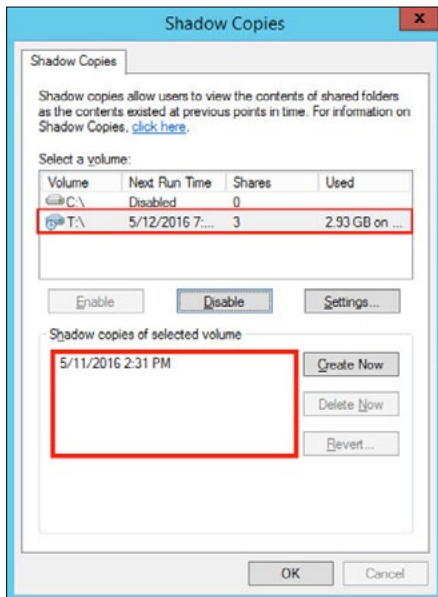 Shadow Copies
x
Shadow Copies
Shadow copies allow users to view the contents of shared folders
as the contents existed at previous points in time. For information on
Shadow Copies, click here.
Select a volume:
Volume Next Run Time Shares Used
C:\ Disabled 0
T:\ 5/12/2016 7:... 3 2.93 GB on ...
Enable Disable Settings...
Shadow copies of selected volume
5/11/2016 2:31 PM
Create Now
Delete Now
Revert...
OK Cancel